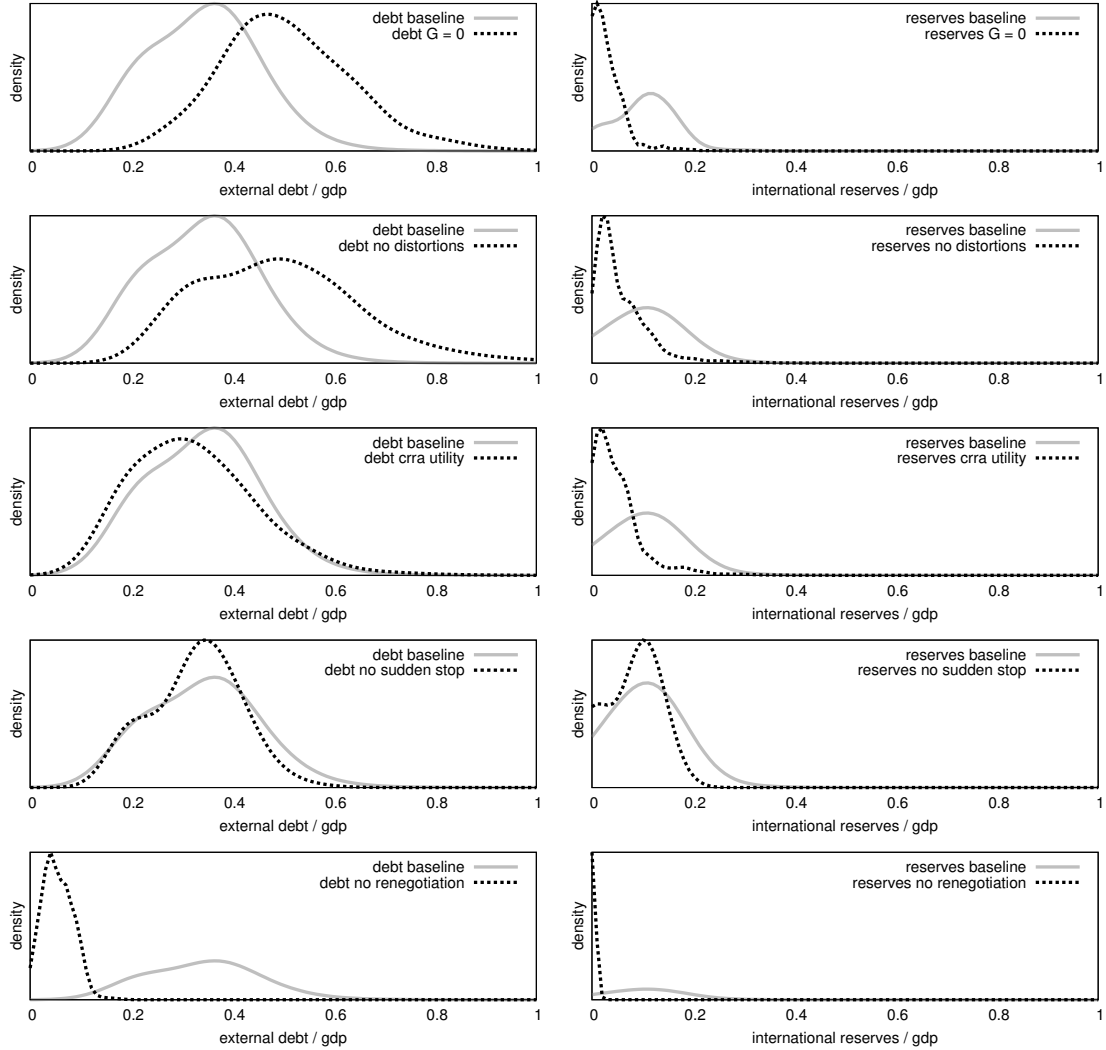 debt baseline
debt G = 0
density
0 0.2 0.4 0.6 0.8 1
external debt / gdp
reserves baseline
reserves G = 0
density
0 0.2 0.4 0.6 0.8 1
international reserves / gdp
debt baseline
debt no distortions
density
0 0.2 0.4 0.6 0.8 1
external debt / gdp
reserves baseline
reserves no distortions
density
0 0.2 0.4 0.6 0.8 1
international reserves / gdp
debt baseline
debt crra utility
density
0 0.2 0.4 0.6 0.8 1
external debt / gdp
reserves baseline
reserves crra utility
density
0 0.2 0.4 0.6 0.8 1
international reserves / gdp
debt baseline
debt no sudden stop
density
0 0.2 0.4 0.6 0.8 1
external debt / gdp
reserves baseline
reserves no sudden stop
density
0 0.2 0.4 0.6 0.8 1
international reserves / gdp
debt baseline
debt no renegotiation
density
0 0.2 0.4 0.6 0.8 1
external debt / gdp
reserves baseline
reserves no renegotiation
density
0 0.2 0.4 0.6 0.8 1
international reserves / gdp